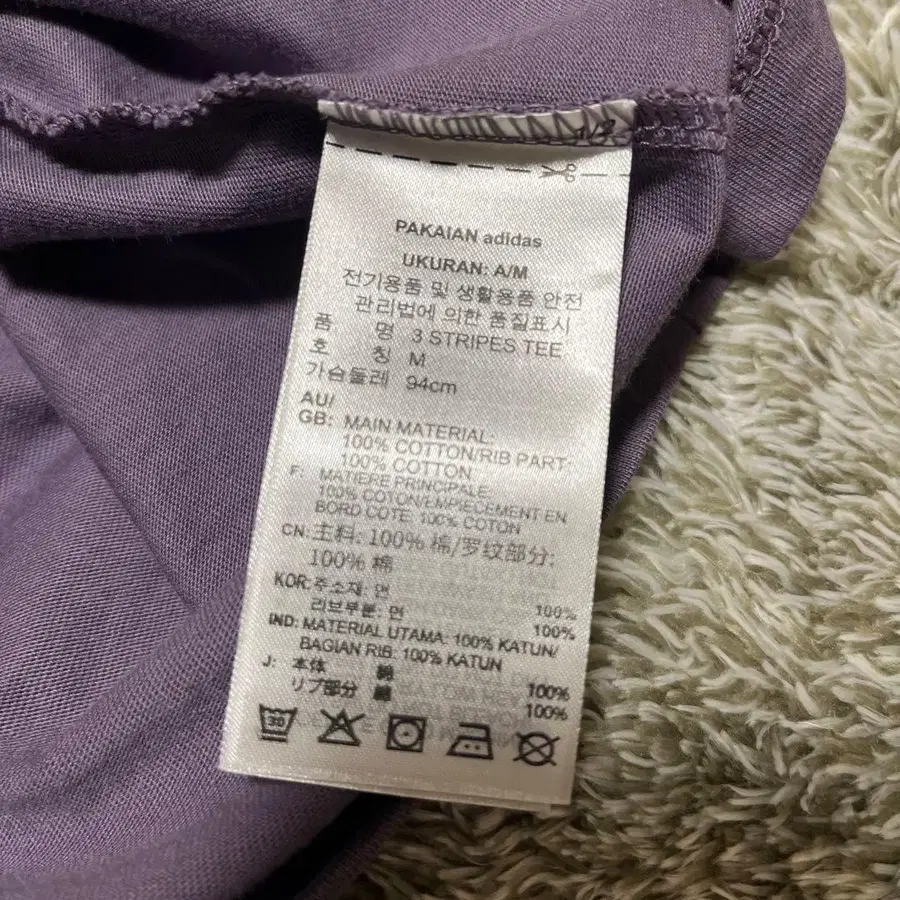 1/2
PAKAIAN adidas
UKURAN: A/M
전기용품 및 생활용품 안전
관리법에 의한 품질표시
품 명 3 STRIPES TEE
호 칭 M
가슴둘레 94cm
AU/
GB: MAIN MATERIAL:
100% COTTON/RIB PART:
100% COTTON
F: MATIERE PRINCIPALE:
100% COTON/EMPIECEMENT EN
BORD COTE: 100% COTON
CN: 主料: 100% 棉/罗纹部分:
100% 棉
KOR: 주소재: 면 100%
리브부분: 면 100%
IND: MATERIAL UTAMA: 100% KATUN/
BAGIAN RIB: 100% KATUN
J: 本体 綿 100%
リブ部分 綿 100%
30